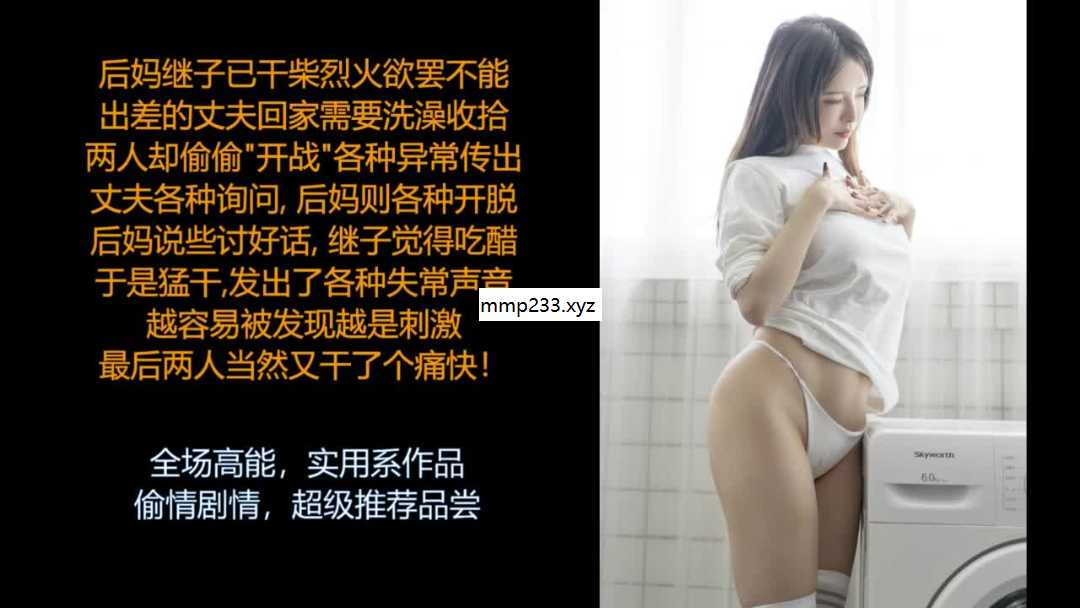 后妈继子已干柴烈火欲罢不能
出差的丈夫回家需要洗澡收拾
两人却偷偷"开战"各种异常传出
丈夫各种询问, 后妈则各种开脱
后妈说些讨好话, 继子觉得吃醋
于是猛干,发出了各种失常声音
越容易被发现越是刺激
最后两人当然又干了个痛快！
全场高能，实用系作品
偷情剧情，超级推荐品尝
mmp233.xyz
Skyworth
6.0